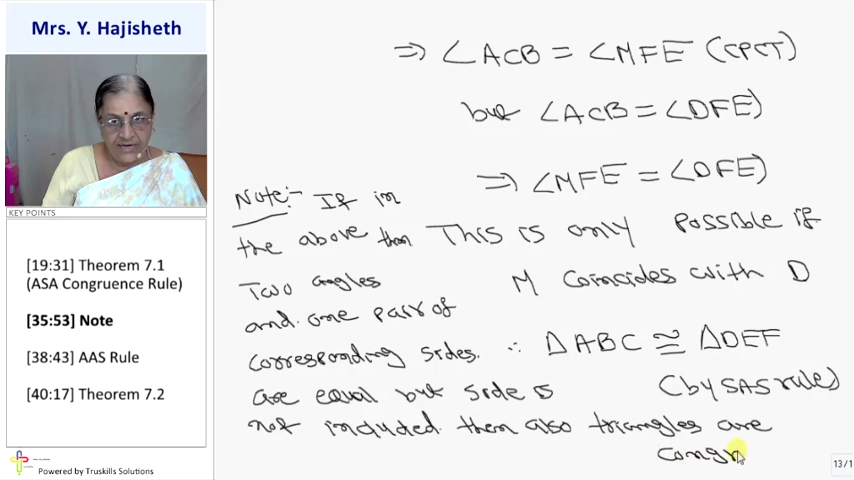 Mrs. Y. Hajisheth
KEY POINTS
[19:31] Theorem 7.1
(ASA Congruence Rule)
[35:53] Note
[38:43] AAS Rule
[40:17] Theorem 7.2
Powered by Truskills Solutions
⇒ ∠ACB = ∠MFE (CPCT)
but ∠ACB = ∠DFE)
⇒ ∠MFE = ∠DFE)
This is only possible if
M coincides with D
∴ ΔABC ≅ ΔDEF
(by SAS rule)
Note:- If in
the above thm
Two angles
and one pair of
corresponding sides.
are equal but side is
not included then also triangles are
congr
13/1